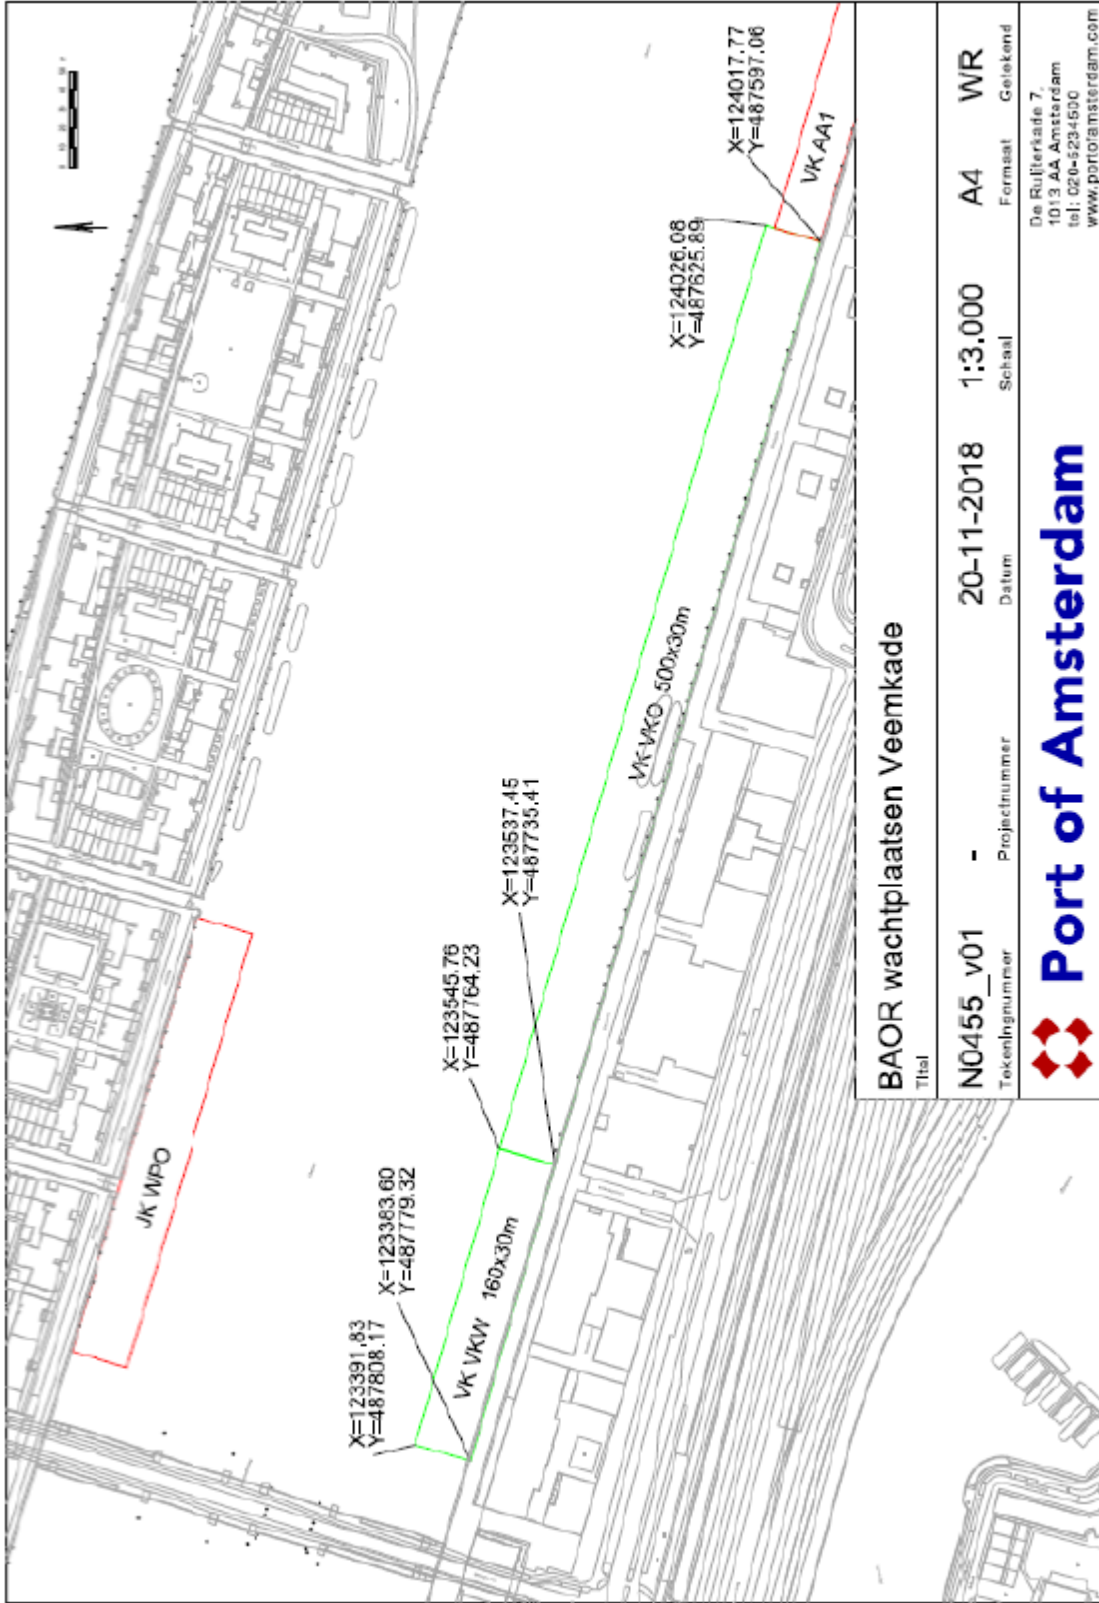 JK WPO
X=123391,83
Y=487808.17
X=123383.60
Y=487779.32
VK VKW 160x30m
X=123545.76
Y=487764,23
X=123537.45
Y=487735.41
VK-VKO 500x30m
X=124026.08
Y=487625.89
X=124017.77
Y=487597.06
VK AA1
BAOR wachtplaatsen Veemkade
Titel
N0455_v01 - 20-11-2018 1:3.000 A4 WR
Tekeningnummer Projectnummer Datum Schaal Formaat Getekend
Port of Amsterdam
De Ruijterkade 7,
1013 AA Amsterdam
tel: 020-5234500
www.portofamsterdam.com